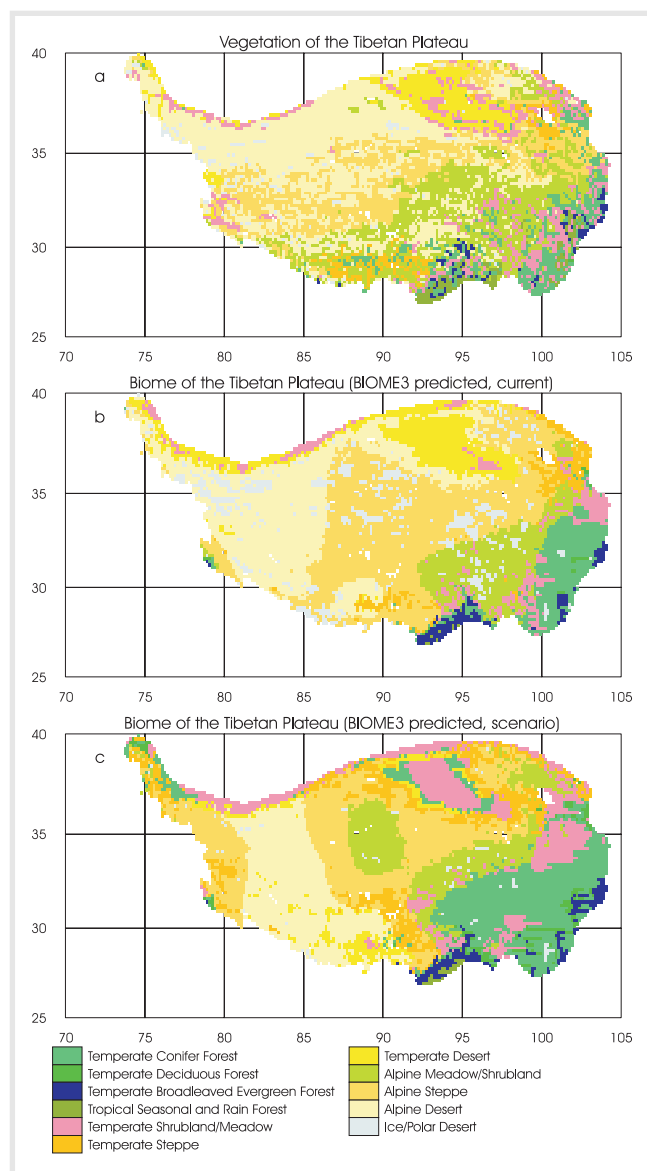 Vegetation of the Tibetan Plateau
40
a
35
30
25
70 75 80 85 90 95 100 105
Biome of the Tibetan Plateau (BIOME3 predicted, current)
40
b
35
30
25
70 75 80 85 90 95 100 105
Biome of the Tibetan Plateau (BIOME3 predicted, scenario)
40
c
35
30
25
70 75 80 85 90 95 100 105
Temperate Conifer Forest
Temperate Deciduous Forest
Temperate Broadleaved Evergreen Forest
Tropical Seasonal and Rain Forest
Temperate Shrubland/Meadow
Temperate Steppe
Temperate Desert
Alpine Meadow/Shrubland
Alpine Steppe
Alpine Desert
Ice/Polar Desert